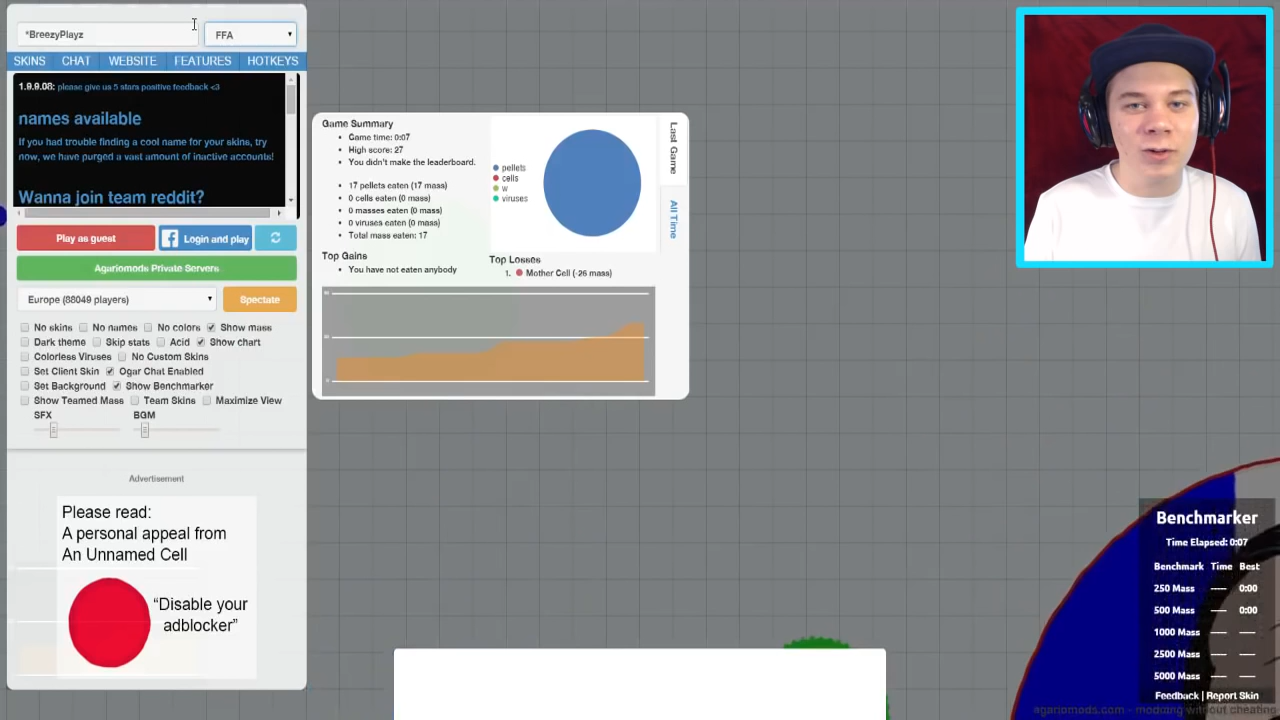 *BreezyPlayz
FFA
SKINS CHAT WEBSITE FEATURES HOTKEYS
1.9.9.08: please give us 5 stars positive feedback <3
names available
If you had trouble finding a cool name for your skins, try
now, we have purged a vast amount of inactive accounts!
Wanna join team reddit?
Play as guest
Login and play
Agariomods Private Servers
Europe (88049 players)
Spectate
No skins No names No colors Show mass
Dark theme Skip stats Acid Show chart
Colorless Viruses No Custom Skins
Set Client Skin Ogar Chat Enabled
Set Background Show Benchmarker
Show Teamed Mass Team Skins Maximize View
SFX BGM
Advertisement
Please read:
A personal appeal from
An Unnamed Cell
“Disable your
adblocker”
Game Summary
Game time: 0:07
High score: 27
You didn't make the leaderboard.
17 pellets eaten (17 mass)
0 cells eaten (0 mass)
0 masses eaten (0 mass)
0 viruses eaten (0 mass)
Total mass eaten: 17
pellets
cells
w
viruses
Last Game
All Time
Top Gains
You have not eaten anybody
Top Losses
1. Mother Cell (-26 mass)
Benchmarker
Time Elapsed: 0:07
Benchmark Time Best
250 Mass ---- 0:00
500 Mass ---- 0:00
1000 Mass ---- ----
2500 Mass ---- ----
5000 Mass ---- ----
Feedback | Report Skin
agariomods.com - modding without cheating